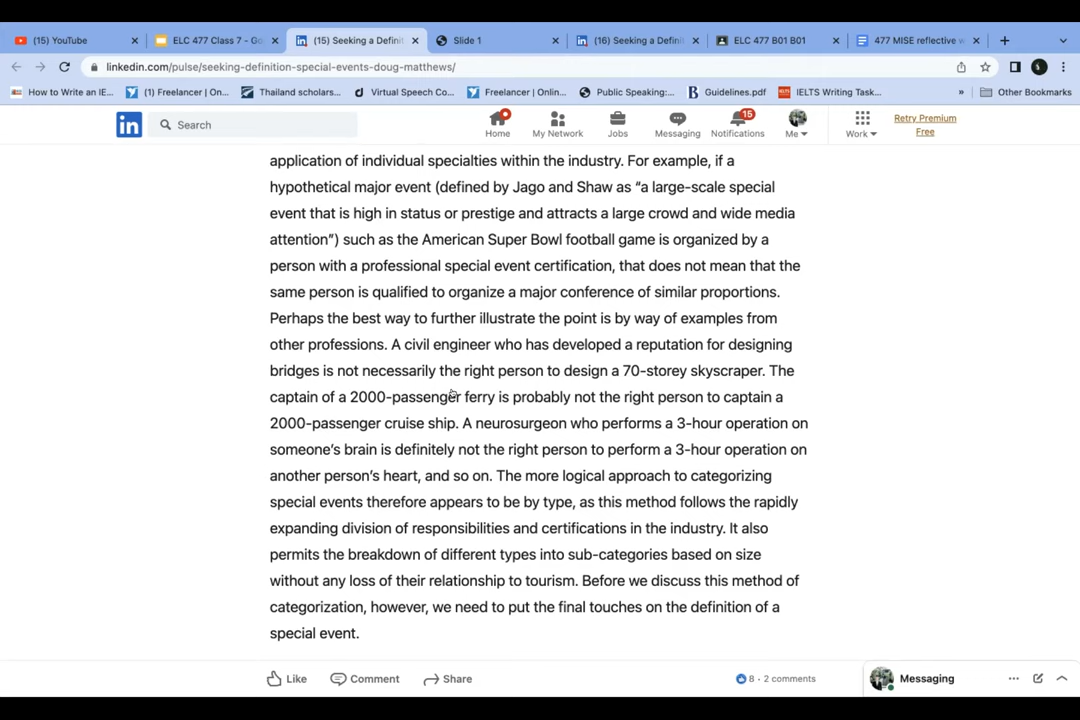 (15) YouTube
ELC 477 Class 7 - Go
(15) Seeking a Definit
Slide 1
(16) Seeking a Defini
ELC 477 B01 B01
477 MISE reflective w
linkedin.com/pulse/seeking-definition-special-events-doug-matthews/
How to Write an IE...
(1) Freelancer | On...
Thailand scholars...
Virtual Speech Co...
Freelancer | Onlin...
Public Speaking:...
Guidelines.pdf
IELTS Writing Task...
»
Other Bookmarks
in
Search
Home
My Network
Jobs
Messaging
15
Notifications
Me
Work
Retry Premium
Free
application of individual specialties within the industry. For example, if a
hypothetical major event (defined by Jago and Shaw as “a large-scale special
event that is high in status or prestige and attracts a large crowd and wide media
attention”) such as the American Super Bowl football game is organized by a
person with a professional special event certification, that does not mean that the
same person is qualified to organize a major conference of similar proportions.
Perhaps the best way to further illustrate the point is by way of examples from
other professions. A civil engineer who has developed a reputation for designing
bridges is not necessarily the right person to design a 70-storey skyscraper. The
captain of a 2000-passenger ferry is probably not the right person to captain a
2000-passenger cruise ship. A neurosurgeon who performs a 3-hour operation on
someone’s brain is definitely not the right person to perform a 3-hour operation on
another person’s heart, and so on. The more logical approach to categorizing
special events therefore appears to be by type, as this method follows the rapidly
expanding division of responsibilities and certifications in the industry. It also
permits the breakdown of different types into sub-categories based on size
without any loss of their relationship to tourism. Before we discuss this method of
categorization, however, we need to put the final touches on the definition of a
special event.
Like
Comment
Share
8 · 2 comments
Messaging